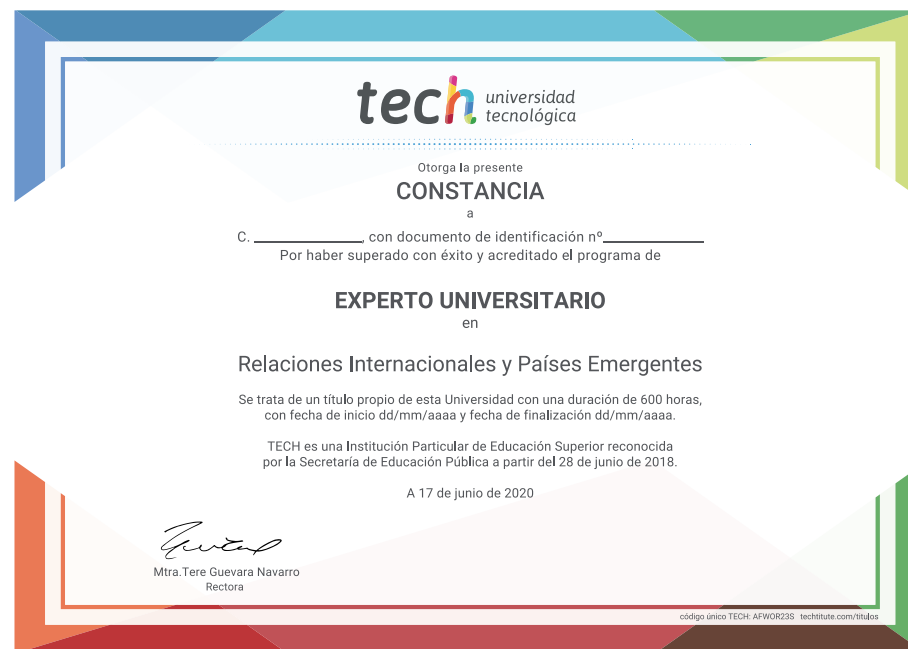 tech universidad
tecnológica
Otorga la presente
CONSTANCIA
a
C. ____________, con documento de identificación nº____________
Por haber superado con éxito y acreditado el programa de
EXPERTO UNIVERSITARIO
en
Relaciones Internacionales y Países Emergentes
Se trata de un título propio de esta Universidad con una duración de 600 horas,
con fecha de inicio dd/mm/aaaa y fecha de finalización dd/mm/aaaa.
TECH es una Institución Particular de Educación Superior reconocida
por la Secretaría de Educación Pública a partir del 28 de junio de 2018.
A 17 de junio de 2020
Mtra.Tere Guevara Navarro
Rectora
código único TECH: AFWOR23S techtitute.com/titulos